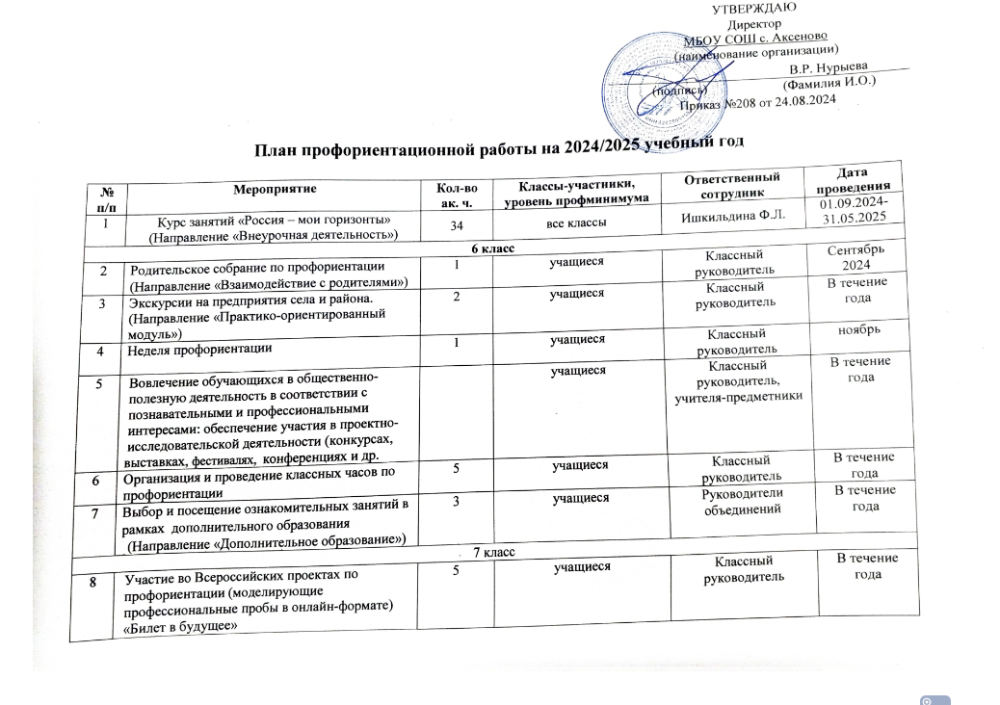 УТВЕРЖДАЮ
Директор
МБОУ СОШ с. Аксеново
(наименование организации)
В.Р. Нурыева
(подпись) (Фамилия И.О.)
Приказ №208 от 24.08.2024
План профориентационной работы на 2024/2025 учебный год
№ п/п Мероприятие Кол-во ак. ч. Классы-участники, уровень профминимума Ответственный сотрудник Дата проведения
1 Курс занятий «Россия – мои горизонты» 34 все классы Ишкильдина Ф.Л. 01.09.2024-
(Направление «Внеурочная деятельность») 31.05.2025
6 класс
2 Родительское собрание по профориентации 1 учащиеся Классный Сентябрь
(Направление «Взаимодействие с родителями») руководитель 2024
3 Экскурсии на предприятия села и района. 2 учащиеся Классный В течение
(Направление «Практико-ориентированный руководитель года
модуль»)
4 Неделя профориентации 1 учащиеся Классный ноябрь
руководитель
5 Вовлечение обучающихся в общественно- учащиеся Классный В течение
полезную деятельность в соответствии с руководитель, года
познавательными и профессиональными учителя-предметники
интересами: обеспечение участия в проектно-
исследовательской деятельности (конкурсах,
выставках, фестивалях, конференциях и др.
6 Организация и проведение классных часов по 5 учащиеся Классный В течение
профориентации руководитель года
7 Выбор и посещение ознакомительных занятий в 3 учащиеся Руководители В течение
рамках дополнительного образования объединений года
(Направление «Дополнительное образование»)
7 класс
8 Участие во Всероссийских проектах по 5 учащиеся Классный В течение
профориентации (моделирующие руководитель года
профессиональные пробы в онлайн-формате)
«Билет в будущее»